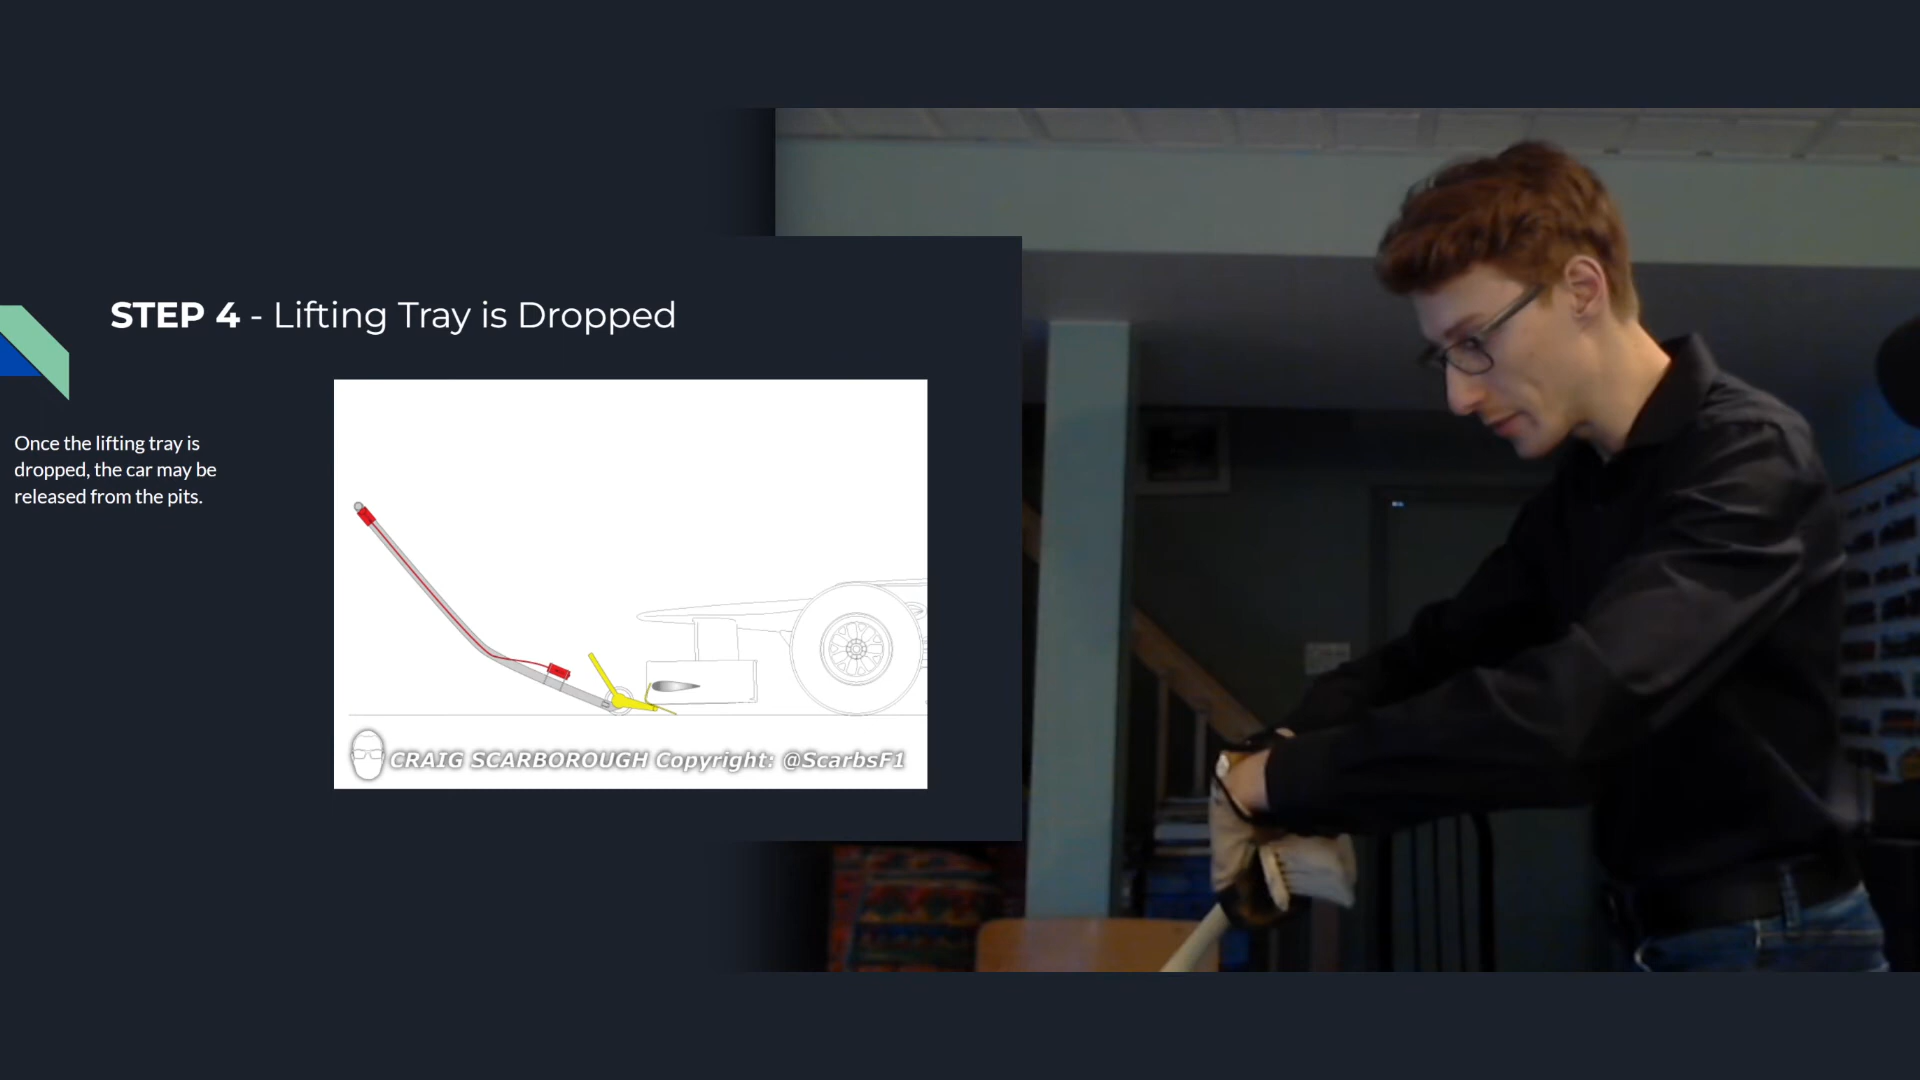 STEP 4 - Lifting Tray is Dropped
Once the lifting tray is
dropped, the car may be
released from the pits.
CRAIG SCARBOROUGH Copyright: @ScarbsF1